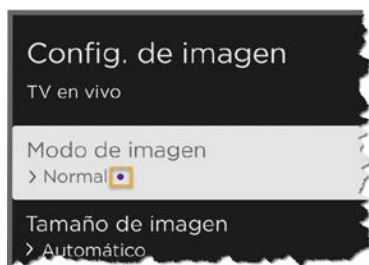 Config. de imagen
TV en vivo
Modo de imagen
> Normal •
Tamaño de imagen
> Automático